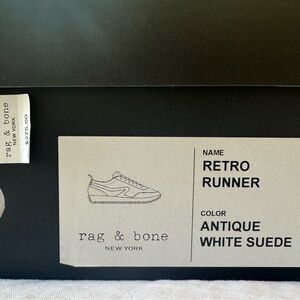 rag & bone
NEW YORK
$275.00
rag & bone
NEW YORK
NAME
RETRO
RUNNER
COLOR
ANTIQUE
WHITE SUEDE